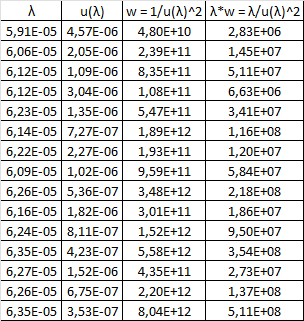 λ u(λ) w = 1/u(λ)^2 λ*w = λ/u(λ)^2
5,91E-05 4,57E-06 4,80E+10 2,83E+06
6,06E-05 2,05E-06 2,39E+11 1,45E+07
6,12E-05 1,09E-06 8,35E+11 5,11E+07
6,12E-05 3,04E-06 1,08E+11 6,63E+06
6,23E-05 1,35E-06 5,47E+11 3,41E+07
6,14E-05 7,27E-07 1,89E+12 1,16E+08
6,22E-05 2,27E-06 1,93E+11 1,20E+07
6,09E-05 1,02E-06 9,59E+11 5,84E+07
6,26E-05 5,36E-07 3,48E+12 2,18E+08
6,16E-05 1,82E-06 3,01E+11 1,86E+07
6,24E-05 8,11E-07 1,52E+12 9,50E+07
6,35E-05 4,23E-07 5,58E+12 3,54E+08
6,27E-05 1,52E-06 4,35E+11 2,73E+07
6,26E-05 6,75E-07 2,20E+12 1,37E+08
6,35E-05 3,53E-07 8,04E+12 5,11E+08